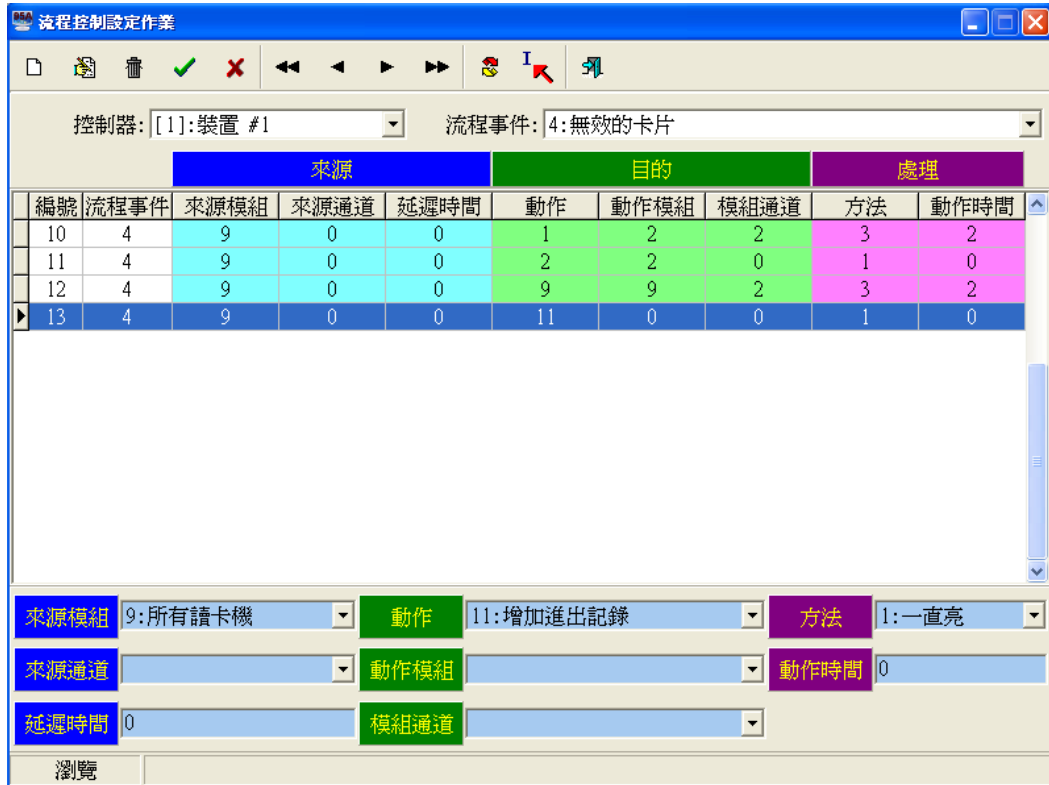 流程控制設定作業
控制器: [1]:裝置 #1 流程事件: 4:無效的卡片
來源 目的 處理
編號 流程事件 來源模組 來源通道 延遲時間 動作 動作模組 模組通道 方法 動作時間
10 4 9 0 0 1 2 2 3 2
11 4 9 0 0 2 2 0 1 0
12 4 9 0 0 9 9 2 3 2
13 4 9 0 0 11 0 0 1 0
來源模組 9:所有讀卡機 動作 11:增加進出記錄 方法 1:一直亮
來源通道 動作模組 動作時間 0
延遲時間 0 模組通道
瀏覽